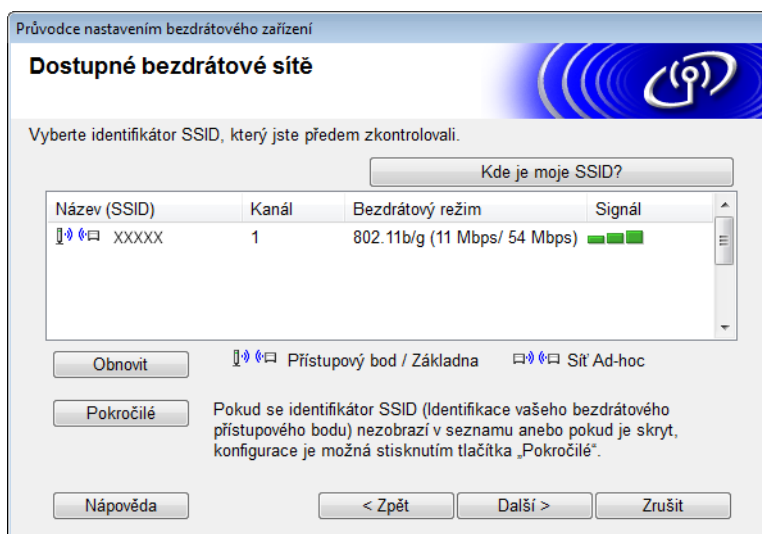 Průvodce nastavením bezdrátového zařízení
Dostupné bezdrátové sítě
Vyberte identifikátor SSID, který jste předem zkontrolovali.
Kde je moje SSID?
Název (SSID) Kanál Bezdrátový režim Signál
XXXXX 1 802.11b/g (11 Mbps/ 54 Mbps)
Obnovit Přístupový bod / Základna Síť Ad-hoc
Pokročilé Pokud se identifikátor SSID (Identifikace vašeho bezdrátového
přístupového bodu) nezobrazí v seznamu anebo pokud je skryt,
konfigurace je možná stisknutím tlačítka „Pokročilé“.
Nápověda < Zpět Další > Zrušit